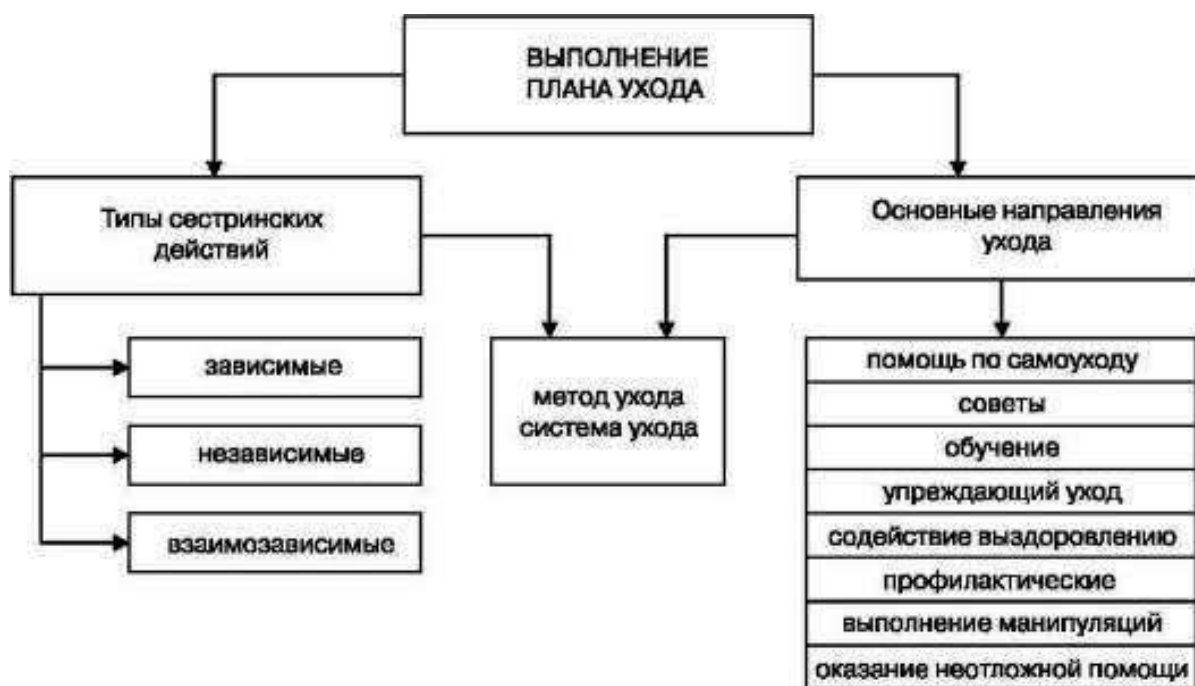 ВЫПОЛНЕНИЕ
ПЛАНА УХОДА
Типы сестринских
действий
Основные направления
ухода
зависимые
независимые
взаимозависимые
метод ухода
система ухода
помощь по самоуходу
советы
обучение
упреждающий уход
содействие выздоровлению
профилактические
выполнение манипуляций
оказание неотложной помощи